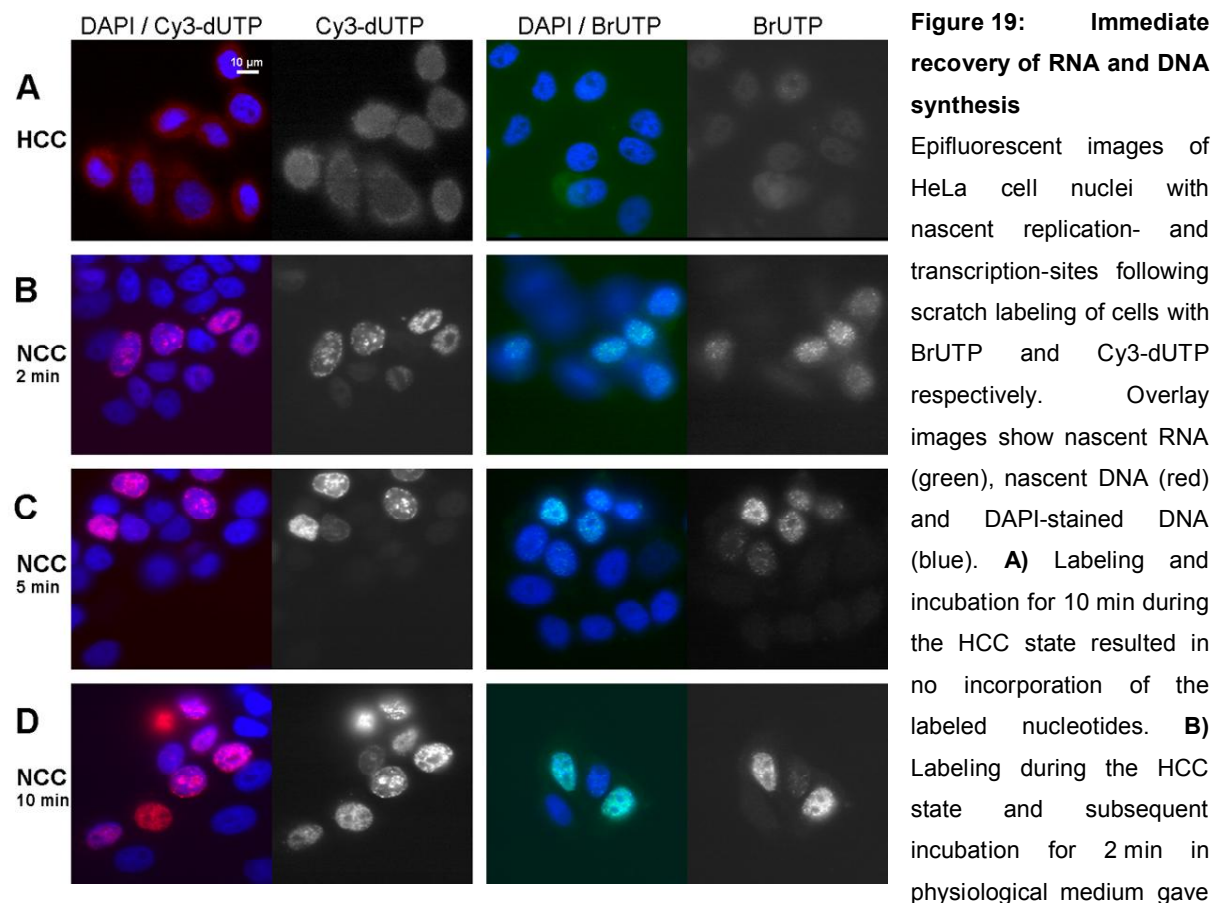 DAPI / Cy3-dUTP Cy3-dUTP DAPI / BrUTP BrUTP
10 µm
A
HCC
B
NCC
2 min
C
NCC
5 min
D
NCC
10 min
Figure 19: Immediate
recovery of RNA and DNA
synthesis
Epifluorescent images of
HeLa cell nuclei with
nascent replication- and
transcription-sites following
scratch labeling of cells with
BrUTP and Cy3-dUTP
respectively. Overlay
images show nascent RNA
(green), nascent DNA (red)
and DAPI-stained DNA
(blue). A) Labeling and
incubation for 10 min during
the HCC state resulted in
no incorporation of the
labeled nucleotides. B)
Labeling during the HCC
state and subsequent
incubation for 2 min in
physiological medium gave